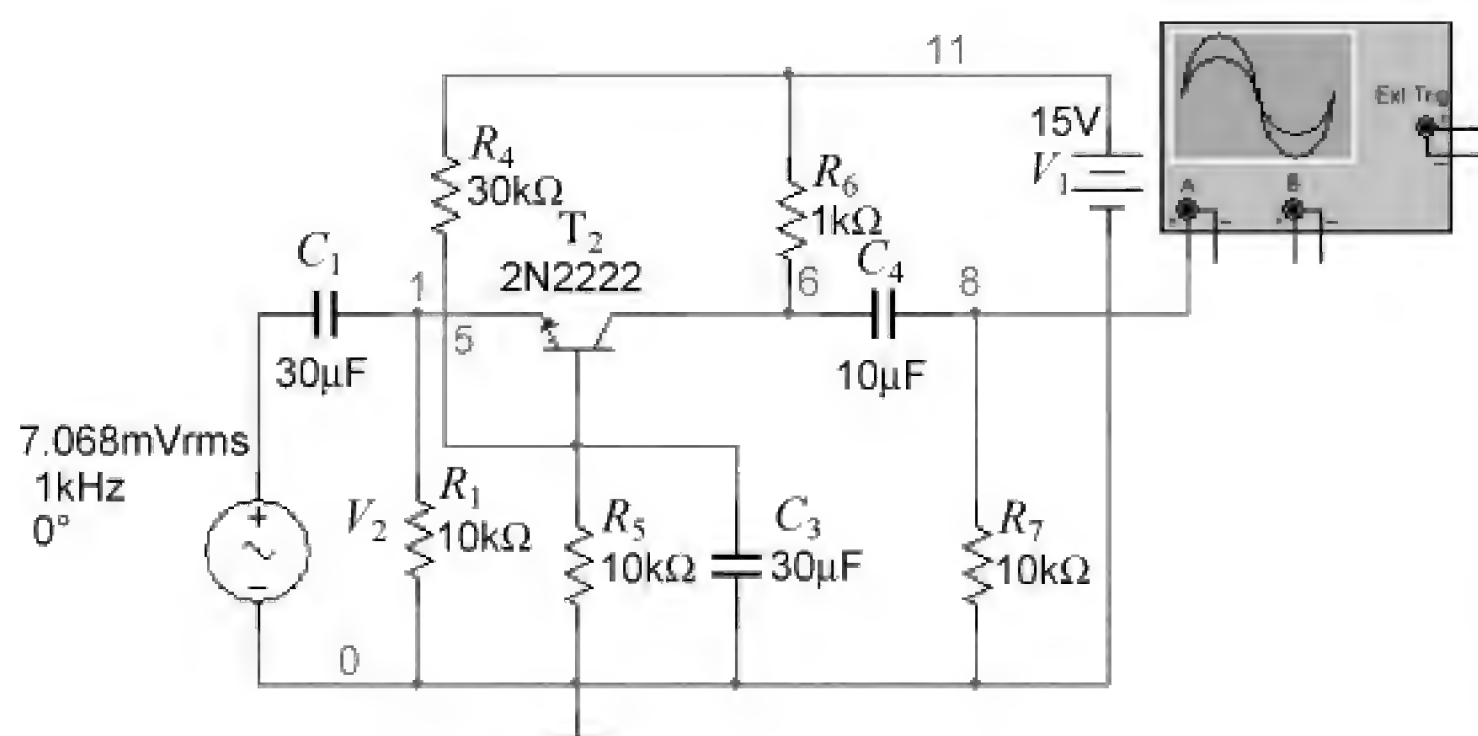 11
15V
V₁
Ext Trig
A
B
R₄
30kΩ
R₆
1kΩ
T₂
2N2222
C₁
30μF
1
5
6
C₄
10μF
8
7.068mVrms
1kHz
0°
V₂
R₁
10kΩ
R₅
10kΩ
C₃
30μF
R₇
10kΩ
0